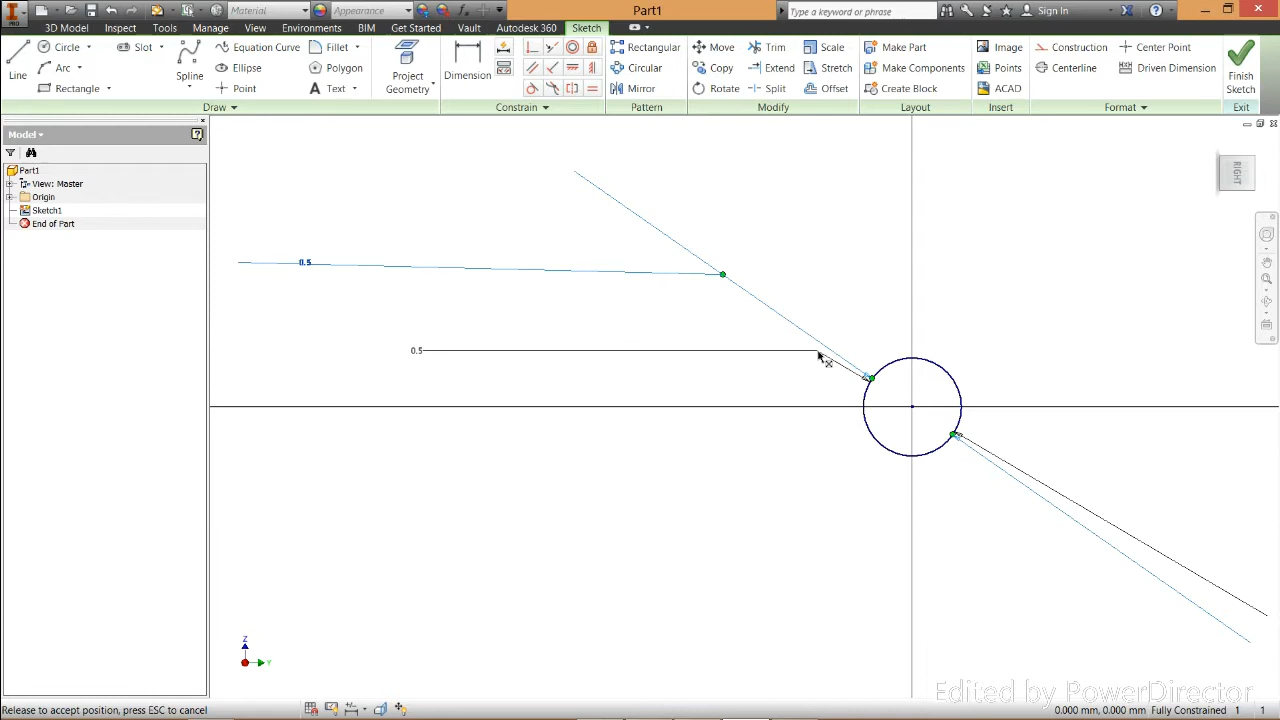 Material
Appearance
Part1
Type a keyword or phrase
Sign In
PRO
3D Model
Inspect
Tools
Manage
View
Environments
BIM
Get Started
Vault
Autodesk 360
Sketch
Line
Circle
Arc
Rectangle
Slot
Spline
Equation Curve
Ellipse
Point
Fillet
Polygon
Text
Project Geometry
Dimension
Rectangular
Circular
Mirror
Move
Copy
Rotate
Trim
Extend
Split
Scale
Stretch
Offset
Make Part
Make Components
Create Block
Image
Points
ACAD
Construction
Centerline
Center Point
Driven Dimension
Finish Sketch
Draw
Constrain
Pattern
Modify
Layout
Insert
Format
Exit
Model
Part1
View: Master
Origin
Sketch1
End of Part
RIGHT
0.5
0.5
Z
Y
Edited by PowerDirector
Release to accept position, press ESC to cancel
0.000 mm, 0.000 mm Fully Constrained 1 1